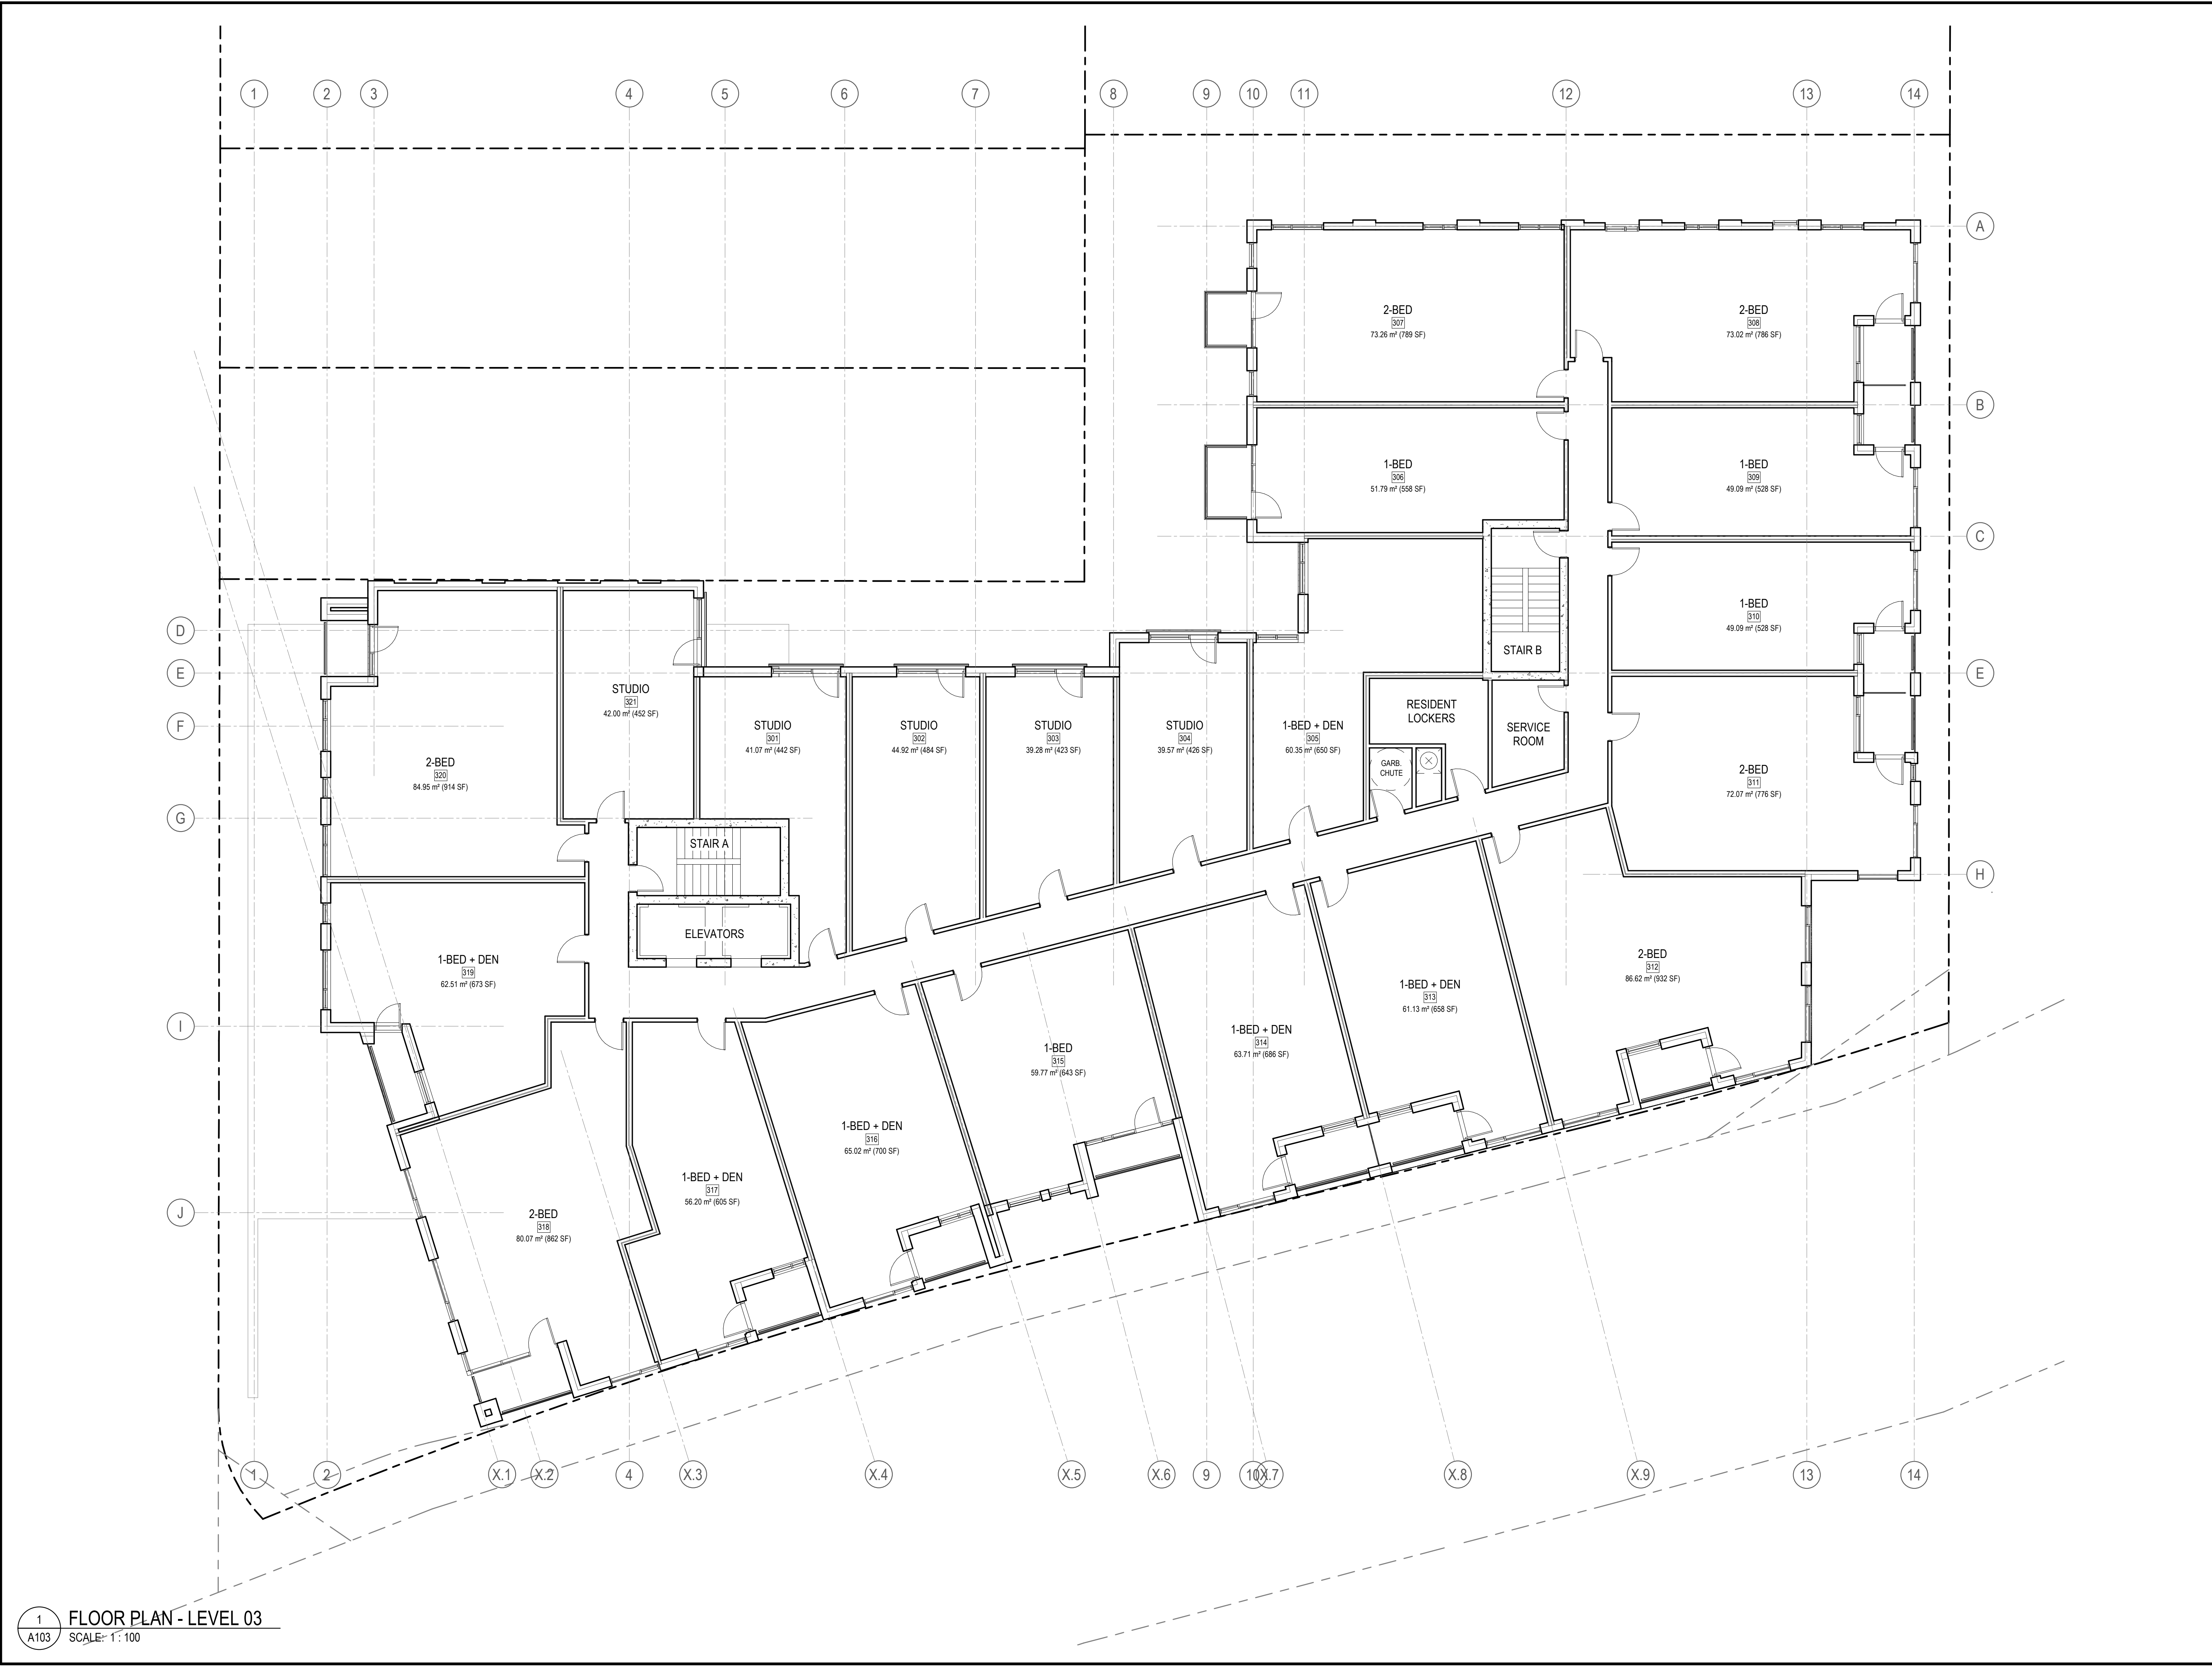 1
2
3
4
5
6
7
8
9
10
11
12
13
14
A
2-BED
307
73.26 m² (789 SF)
2-BED
308
73.02 m² (786 SF)
B
1-BED
306
51.79 m² (558 SF)
1-BED
309
49.09 m² (528 SF)
C
1-BED
310
49.09 m² (528 SF)
D
STAIR B
E
E
STUDIO
321
42.00 m² (452 SF)
F
STUDIO
301
41.07 m² (442 SF)
STUDIO
302
44.92 m² (484 SF)
STUDIO
303
39.28 m² (423 SF)
STUDIO
304
39.57 m² (426 SF)
1-BED + DEN
305
60.35 m² (650 SF)
RESIDENT
LOCKERS
SERVICE
ROOM
GARB.
CHUTE
2-BED
320
84.95 m² (914 SF)
2-BED
311
72.07 m² (776 SF)
G
STAIR A
H
ELEVATORS
1-BED + DEN
319
62.51 m² (673 SF)
2-BED
312
86.62 m² (932 SF)
1-BED + DEN
313
61.13 m² (658 SF)
I
1-BED + DEN
314
63.71 m² (686 SF)
1-BED
315
59.77 m² (643 SF)
1-BED + DEN
316
65.02 m² (700 SF)
1-BED + DEN
317
56.20 m² (605 SF)
J
2-BED
318
80.07 m² (862 SF)
1
2
X.1
X.2
4
X.3
X.4
X.5
X.6
9
10
X.7
X.8
X.9
13
14
1
A103
FLOOR PLAN - LEVEL 03
SCALE: 1 : 100